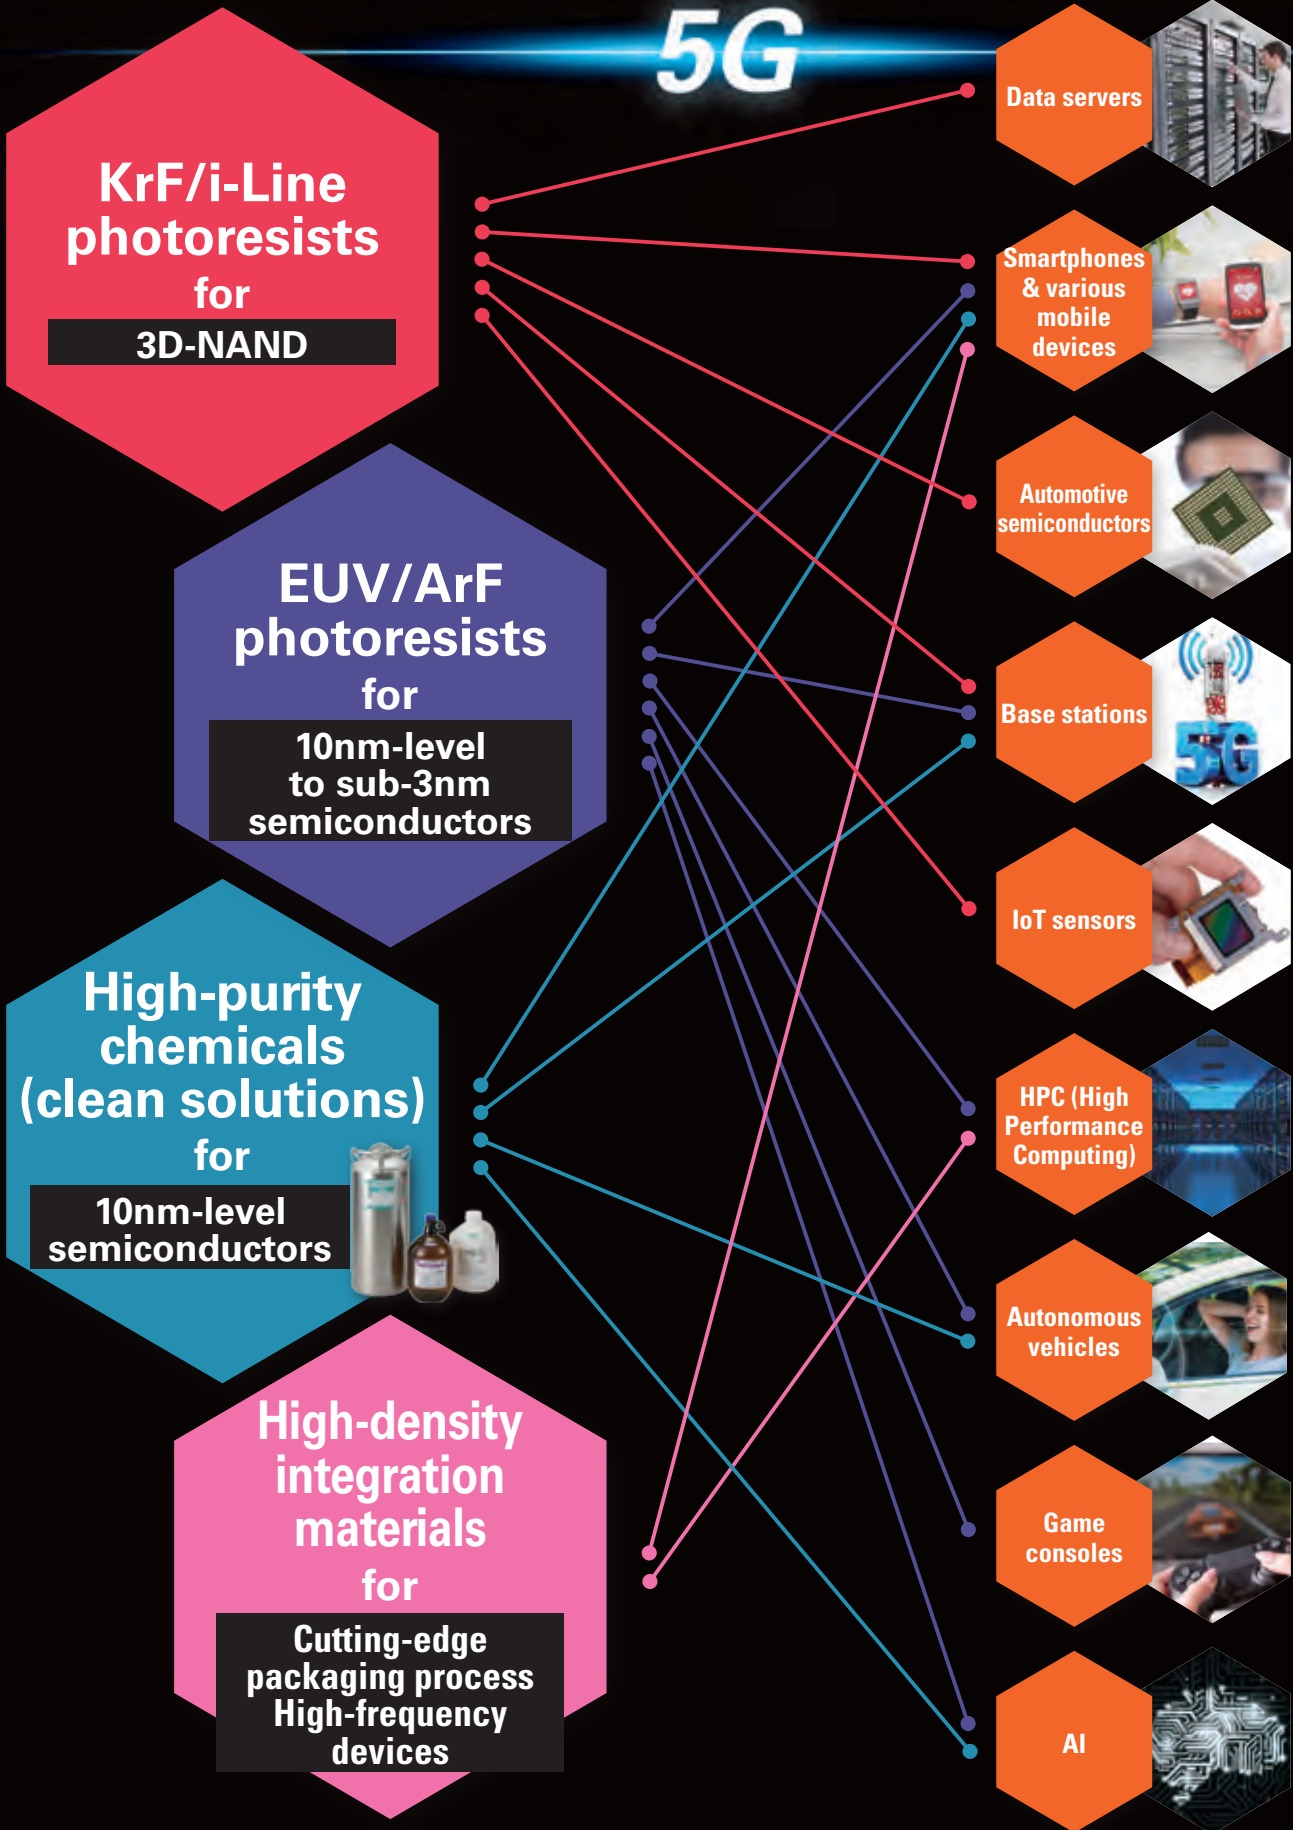 5G
KrF/i-Line
photoresists
for
3D-NAND
EUV/ArF
photoresists
for
10nm-level
to sub-3nm
semiconductors
High-purity
chemicals
(clean solutions)
for
10nm-level
semiconductors
High-density
integration
materials
for
Cutting-edge
packaging process
High-frequency
devices
Data servers
Smartphones
& various
mobile
devices
Automotive
semiconductors
Base stations
5G
IoT sensors
HPC (High
Performance
Computing)
Autonomous
vehicles
Game
consoles
AI